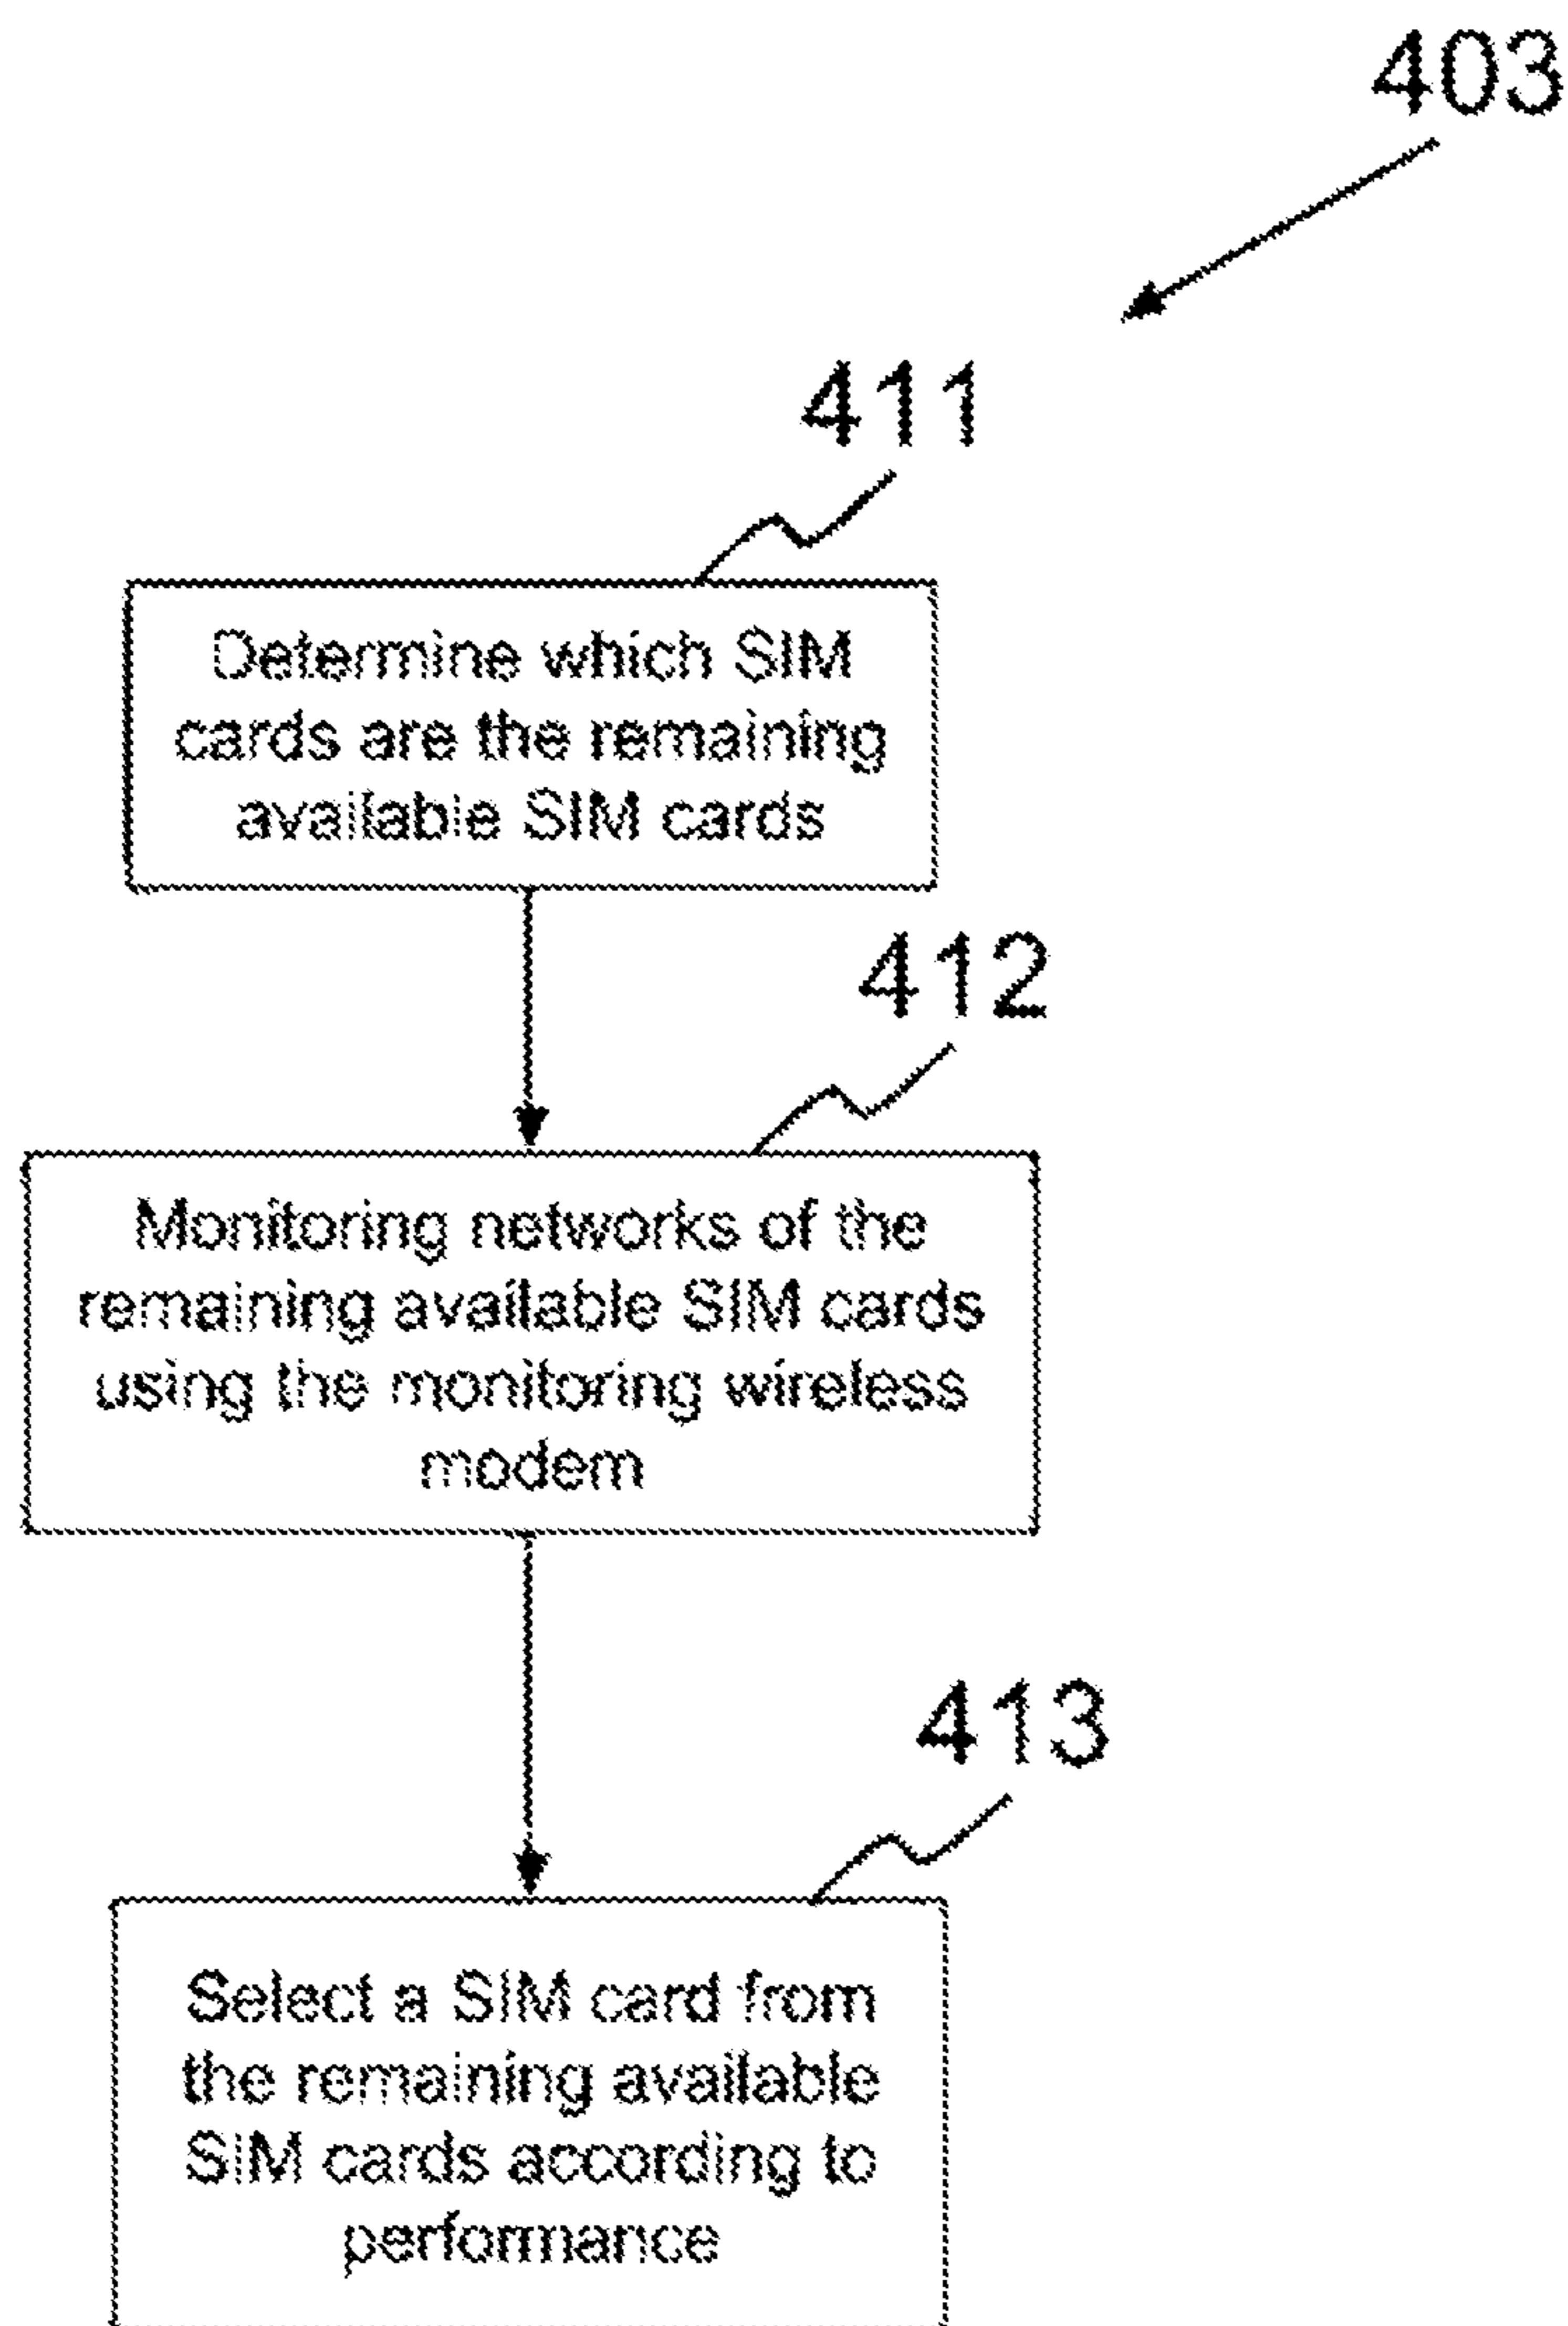 403
411
Determine which SIM
cards are the remaining
available SIM cards
412
Monitoring networks of the
remaining available SIM cards
using the monitoring wireless
modem
413
Select a SIM card from
the remaining available
SIM cards according to
performance